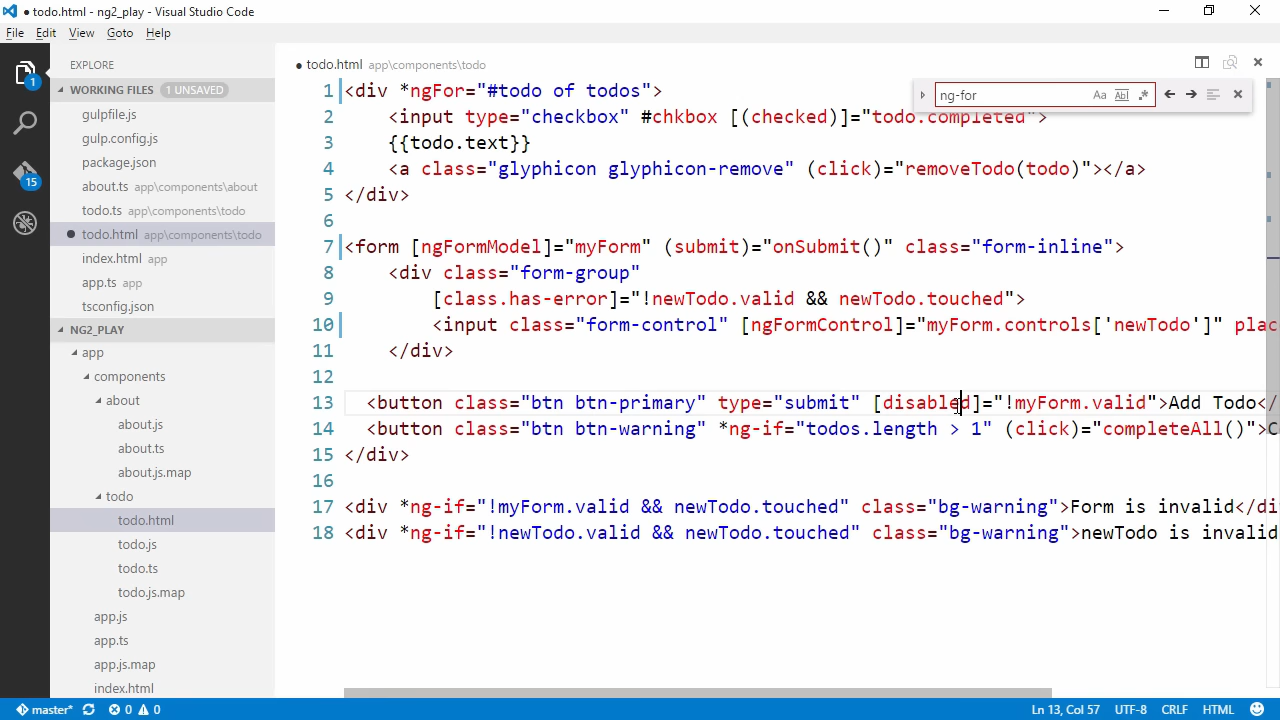 ● todo.html - ng2_play - Visual Studio Code
File Edit View Goto Help
EXPLORE
WORKING FILES 1 UNSAVED
gulpfile.js
gulp.config.js
package.json
about.ts app\components\about
todo.ts app\components\todo
todo.html app\components\todo
index.html app
app.ts app
tsconfig.json
NG2_PLAY
app
components
about
about.js
about.ts
about.js.map
todo
todo.html
todo.js
todo.ts
todo.js.map
app.js
app.ts
app.js.map
index.html
1
15
● todo.html app\components\todo
ng-for Aa Abl .*
1 <div *ngFor="#todo of todos">
2 <input type="checkbox" #chkbox [(checked)]="todo.completed">
3 {{todo.text}}
4 <a class="glyphicon glyphicon-remove" (click)="removeTodo(todo)"></a>
5 </div>
6
7 <form [ngFormModel]="myForm" (submit)="onSubmit()" class="form-inline">
8 <div class="form-group"
9 [class.has-error]="!newTodo.valid && newTodo.touched">
10 <input class="form-control" [ngFormControl]="myForm.controls['newTodo']" plac
11 </div>
12
13 <button class="btn btn-primary" type="submit" [disabled]="!myForm.valid">Add Todo</
14 <button class="btn btn-warning" *ng-if="todos.length > 1" (click)="completeAll()">C
15 </div>
16
17 <div *ng-if="!myForm.valid && newTodo.touched" class="bg-warning">Form is invalid</di
18 <div *ng-if="!newTodo.valid && newTodo.touched" class="bg-warning">newTodo is invalid
master* 0 0 Ln 13, Col 57 UTF-8 CRLF HTML